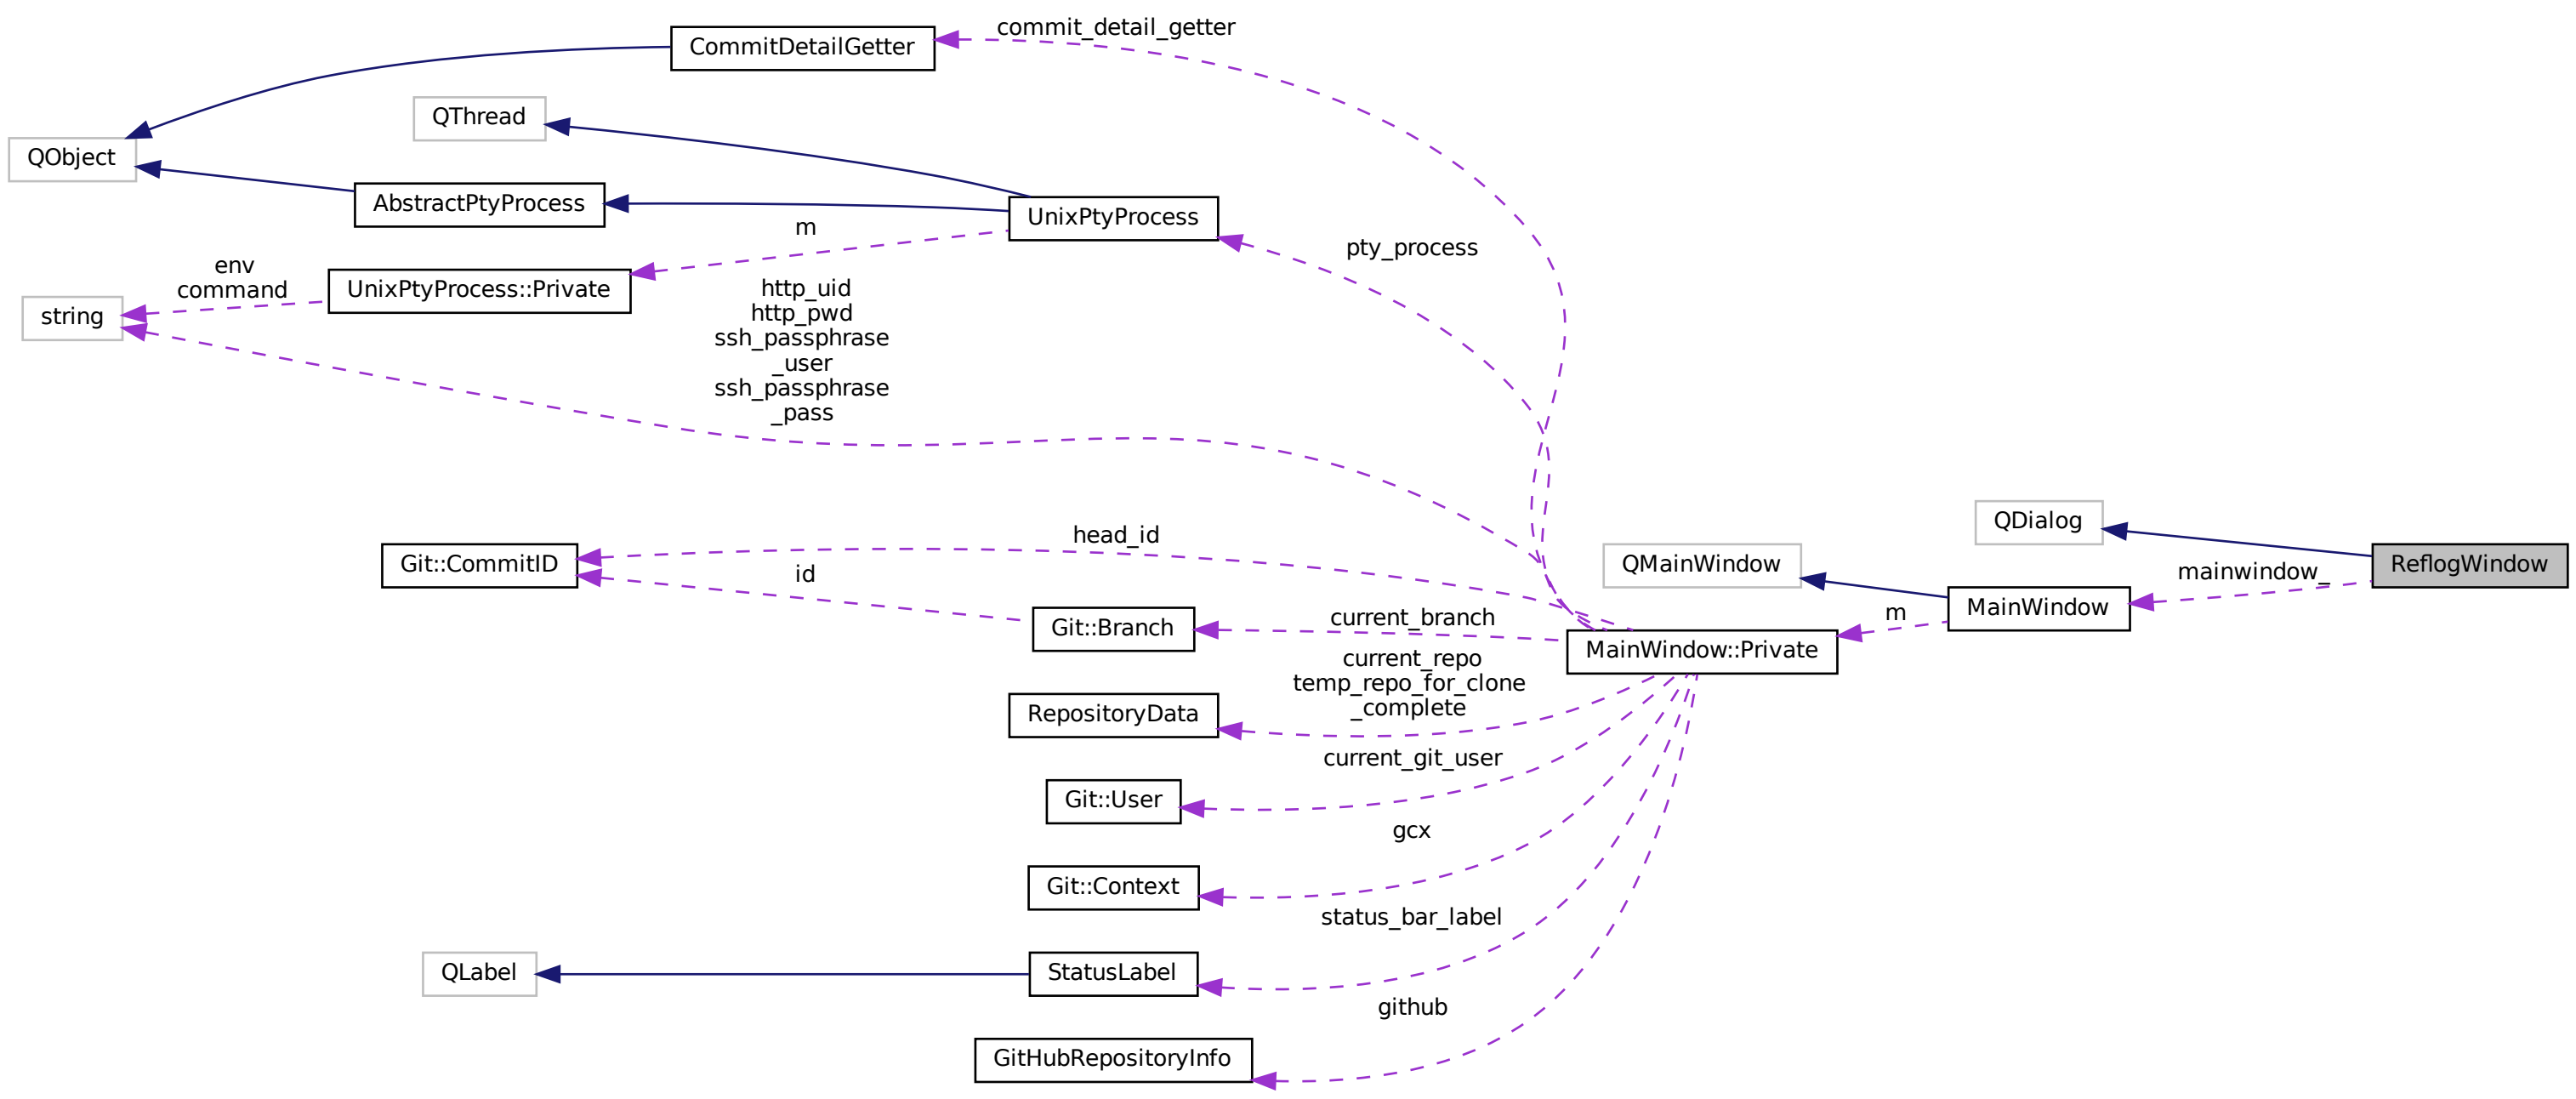 commit_detail_getter
CommitDetailGetter
QThread
QObject
AbstractPtyProcess
UnixPtyProcess
m
pty_process
env
command
UnixPtyProcess::Private
string
http_uid
http_pwd
ssh_passphrase
_user
ssh_passphrase
_pass
QDialog
head_id
Git::CommitID
QMainWindow
ReflogWindow
id
mainwindow_
MainWindow
m
current_branch
Git::Branch
MainWindow::Private
current_repo
temp_repo_for_clone
_complete
RepositoryData
current_git_user
Git::User
gcx
Git::Context
status_bar_label
QLabel
StatusLabel
github
GitHubRepositoryInfo